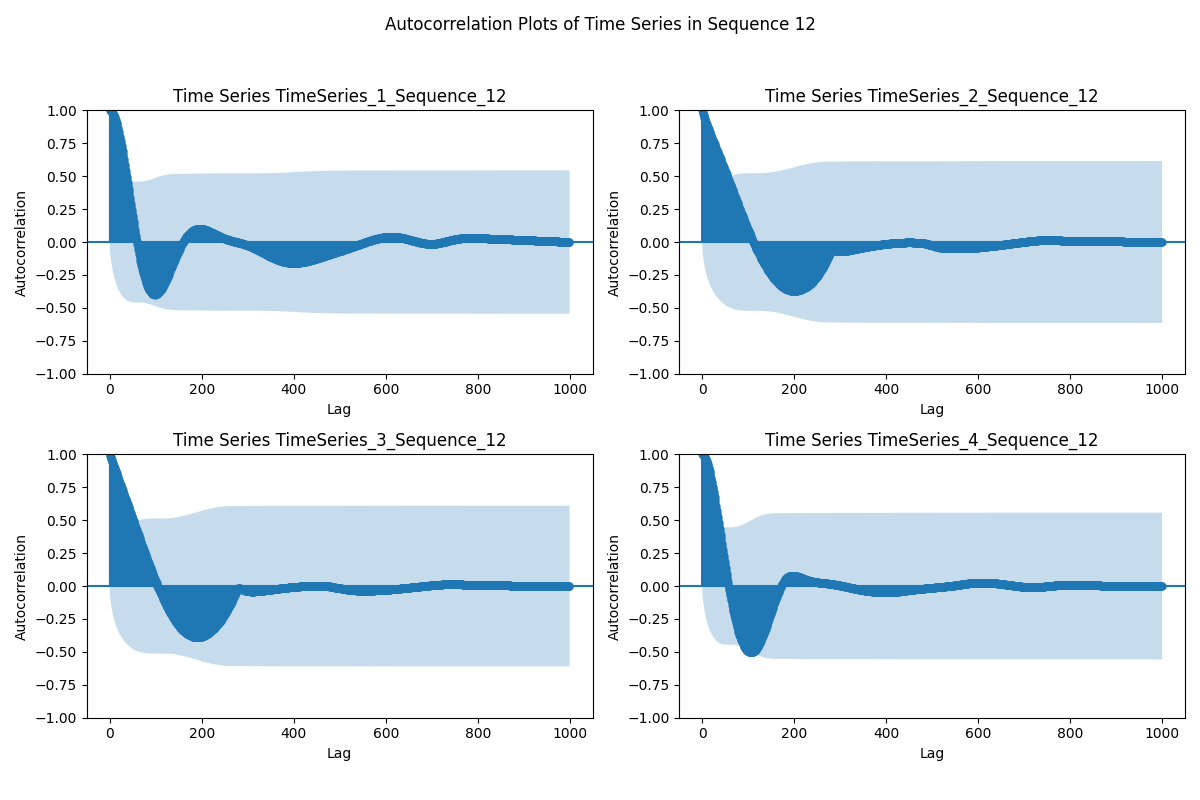 Autocorrelation Plots of Time Series in Sequence 12
Time Series TimeSeries_1_Sequence_12
1.00
0.75
0.50
0.25
0.00
−0.25
−0.50
−0.75
−1.00
Autocorrelation
0 200 400 600 800 1000
Lag
Time Series TimeSeries_2_Sequence_12
1.00
0.75
0.50
0.25
0.00
−0.25
−0.50
−0.75
−1.00
Autocorrelation
0 200 400 600 800 1000
Lag
Time Series TimeSeries_3_Sequence_12
1.00
0.75
0.50
0.25
0.00
−0.25
−0.50
−0.75
−1.00
Autocorrelation
0 200 400 600 800 1000
Lag
Time Series TimeSeries_4_Sequence_12
1.00
0.75
0.50
0.25
0.00
−0.25
−0.50
−0.75
−1.00
Autocorrelation
0 200 400 600 800 1000
Lag